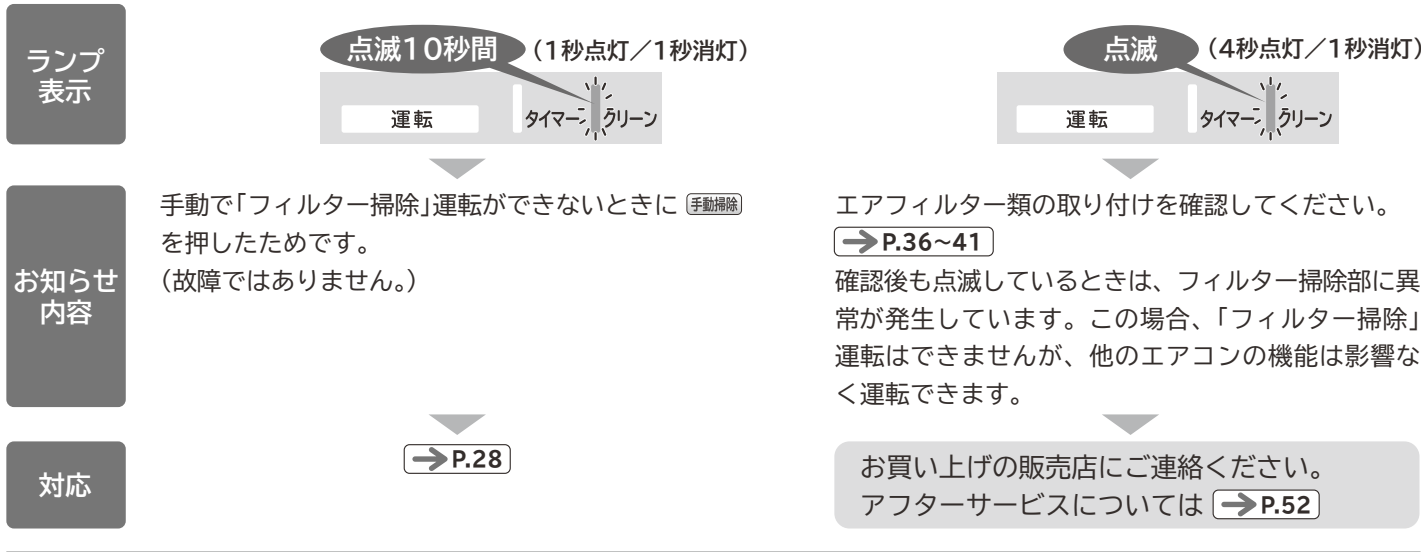 ランプ
表示
点滅10秒間 （1秒点灯／1秒消灯）
運転 タイマー クリーン
点滅 （4秒点灯／1秒消灯）
運転 タイマー クリーン
お知らせ
内容
手動で「フィルター掃除」運転ができないときに 手動掃除
を押したためです。
（故障ではありません。）
エアフィルター類の取り付けを確認してください。
→P.36~41
確認後も点滅しているときは、フィルター掃除部に異
常が発生しています。この場合、「フィルター掃除」
運転はできませんが、他のエアコンの機能は影響な
く運転できます。
対応
→P.28
お買い上げの販売店にご連絡ください。
アフターサービスについては →P.52